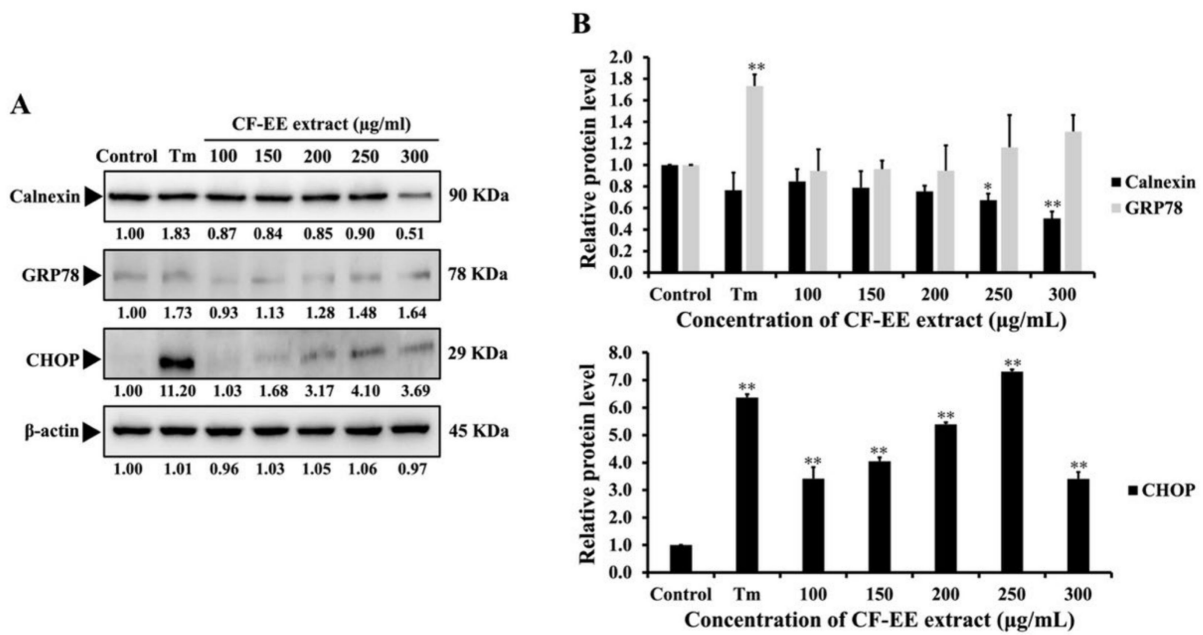 A
CF-EE extract (µg/ml)
Control Tm 100 150 200 250 300
Calnexin 90 KDa
1.00 1.83 0.87 0.84 0.85 0.90 0.51
GRP78 78 KDa
1.00 1.73 0.93 1.13 1.28 1.48 1.64
CHOP 29 KDa
1.00 11.20 1.03 1.68 3.17 4.10 3.69
β-actin 45 KDa
1.00 1.01 0.96 1.03 1.05 1.06 0.97
B
Relative protein level
2.0
1.8
1.6
1.4
1.2
1.0
0.8
0.6
0.4
0.2
0.0
**
*
**
Calnexin
GRP78
Control Tm 100 150 200 250 300
Concentration of CF-EE extract (µg/mL)
Relative protein level
8.0
7.0
6.0
5.0
4.0
3.0
2.0
1.0
0.0
**
**
**
**
**
**
CHOP
Control Tm 100 150 200 250 300
Concentration of CF-EE extract (µg/mL)